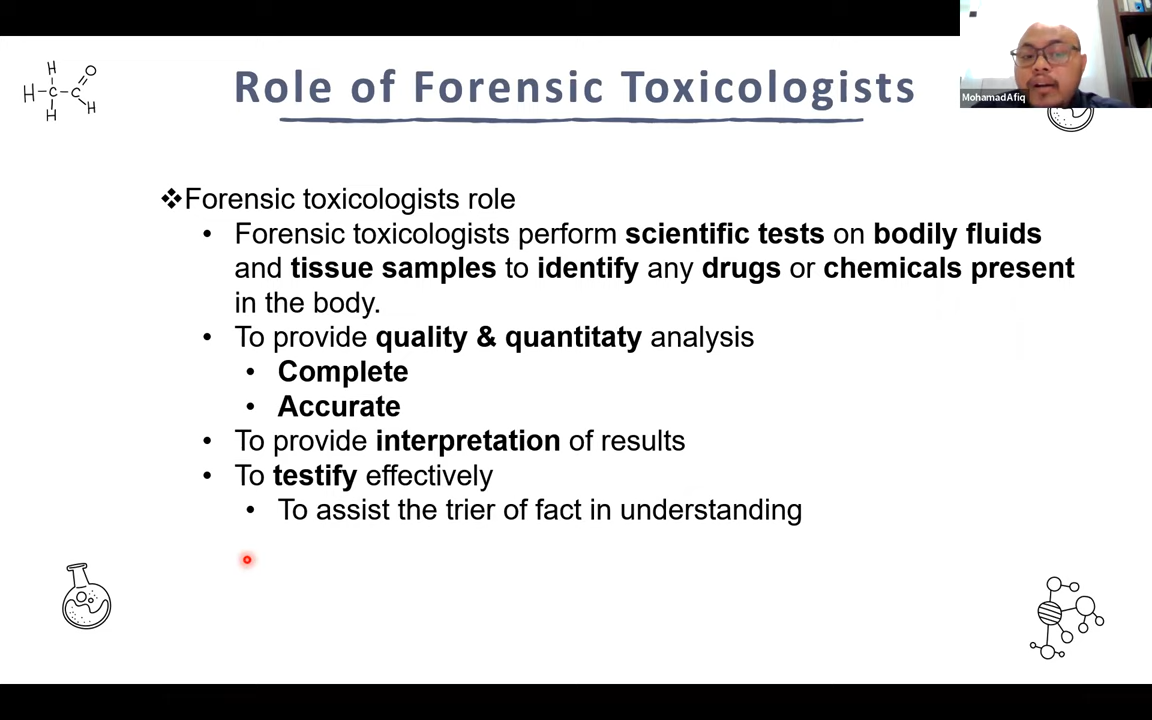 Role of Forensic Toxicologists
MohamadAfiq
H
O
H-C-C
H
H
❖Forensic toxicologists role
• Forensic toxicologists perform scientific tests on bodily fluids
and tissue samples to identify any drugs or chemicals present
in the body.
• To provide quality & quantitaty analysis
• Complete
• Accurate
• To provide interpretation of results
• To testify effectively
• To assist the trier of fact in understanding